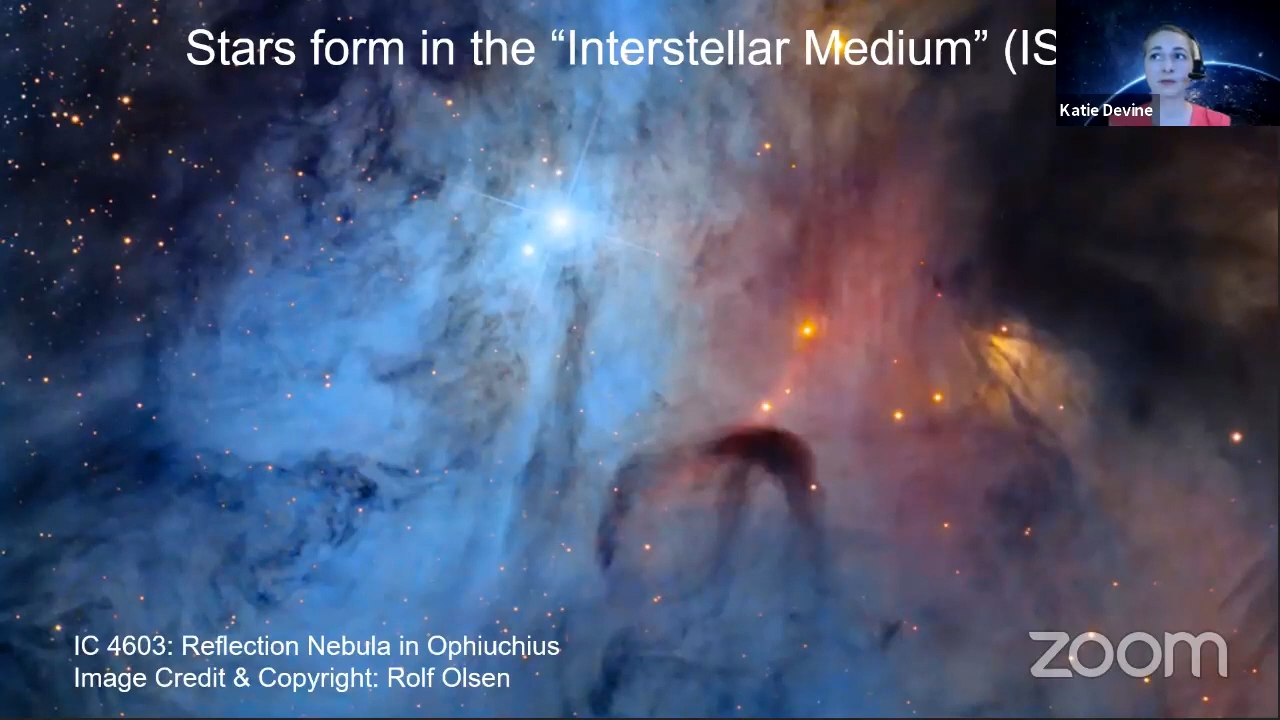 Stars form in the “Interstellar Medium” (IS
Katie Devine
IC 4603: Reflection Nebula in Ophiuchius
Image Credit & Copyright: Rolf Olsen
zoom